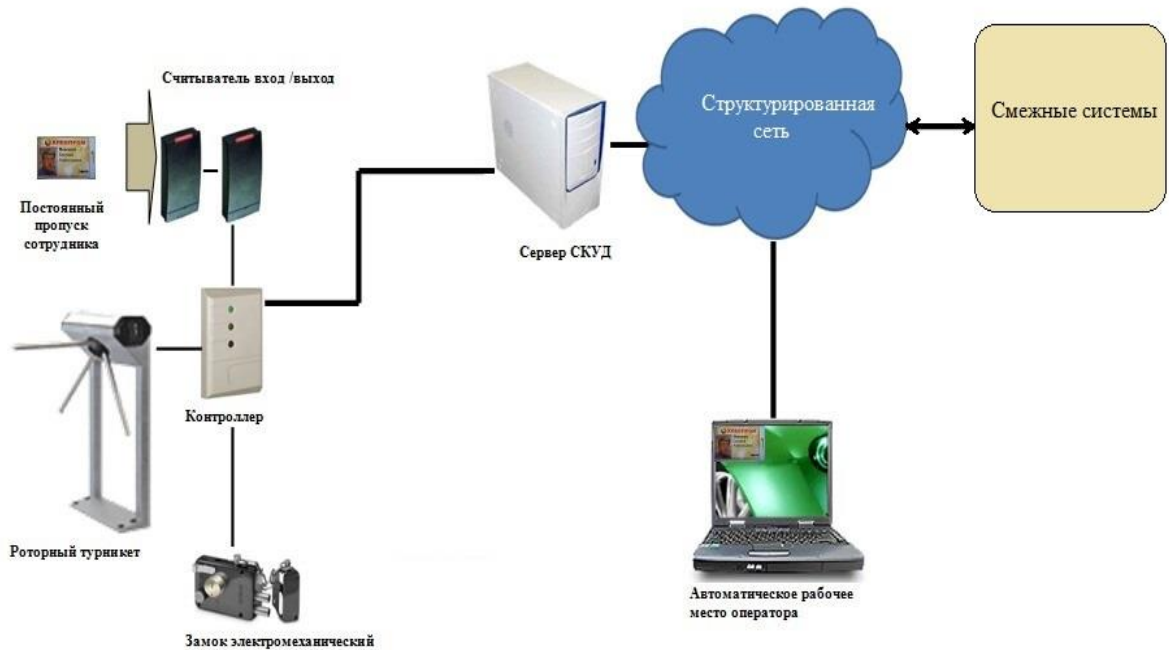 Считыватель вход /выход
Постоянный
пропуск
сотрудника
Контроллер
Роторный турникет
Замок электромеханический
Сервер СКУД
Структурированная
сеть
Смежные системы
Автоматическое рабочее
место оператора